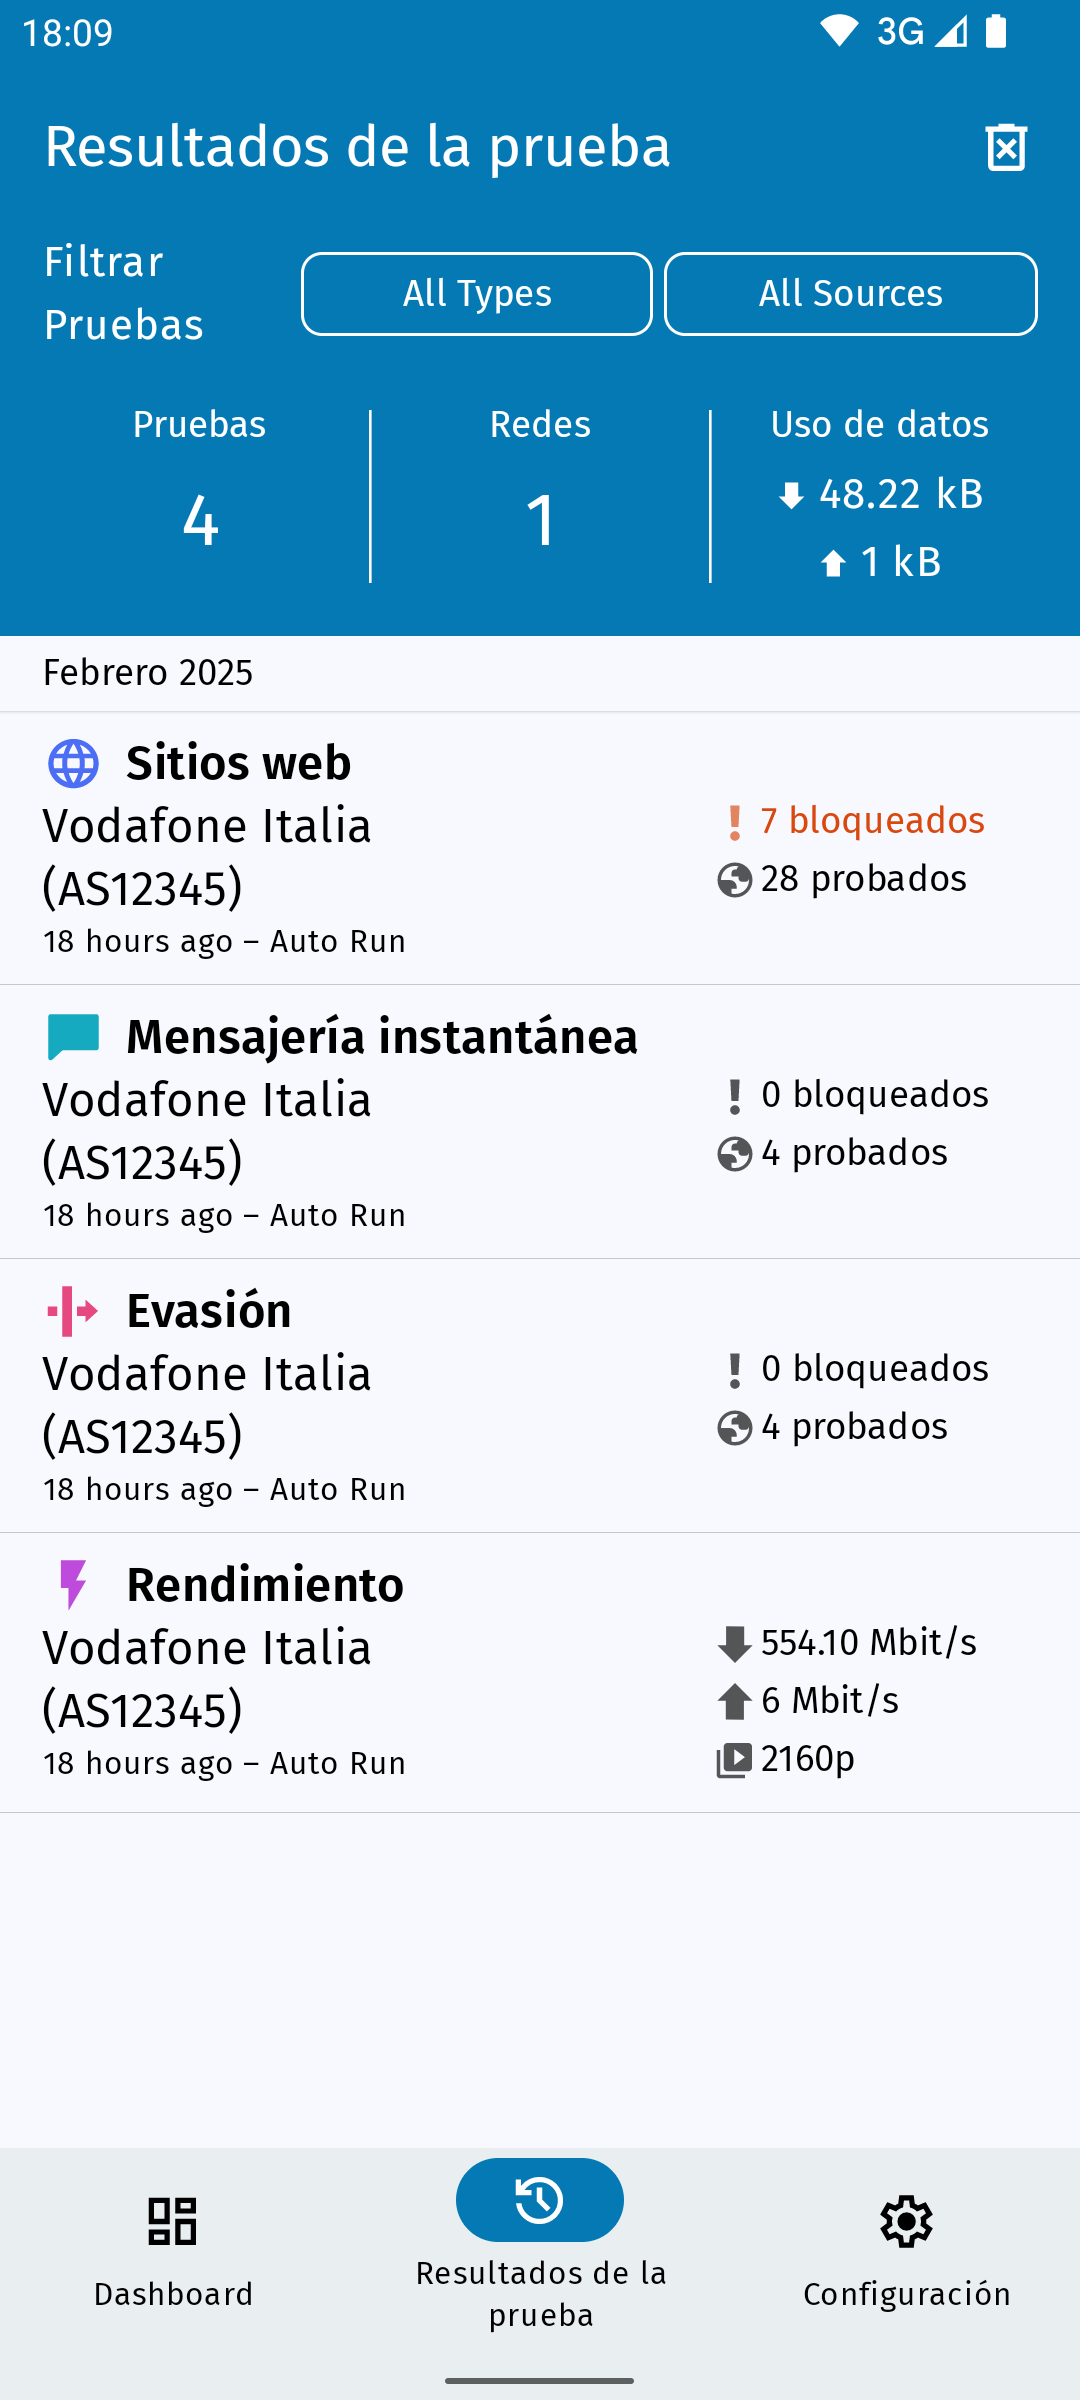 18:09
3G
Resultados de la prueba
Filtrar
Pruebas
All Types
All Sources
Pruebas
4
Redes
1
Uso de datos
48.22 kB
1 kB
Febrero 2025
Sitios web
Vodafone Italia
(AS12345)
18 hours ago – Auto Run
7 bloqueados
28 probados
Mensajería instantánea
Vodafone Italia
(AS12345)
18 hours ago – Auto Run
0 bloqueados
4 probados
Evasión
Vodafone Italia
(AS12345)
18 hours ago – Auto Run
0 bloqueados
4 probados
Rendimiento
Vodafone Italia
(AS12345)
18 hours ago – Auto Run
554.10 Mbit/s
6 Mbit/s
2160p
Dashboard
Resultados de la
prueba
Configuración